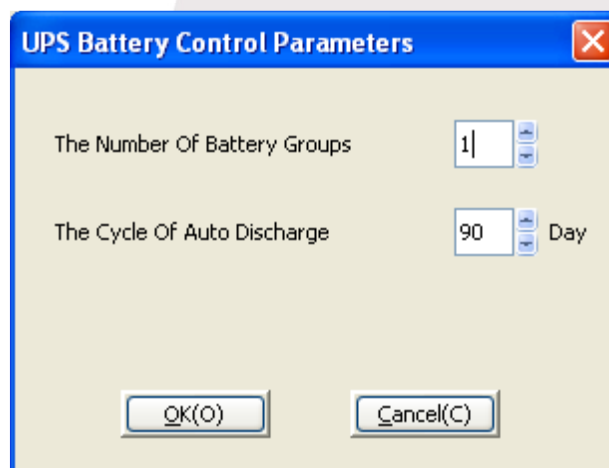 UPS Battery Control Parameters
The Number Of Battery Groups 1
The Cycle Of Auto Discharge 90 Day
OK(O) Cancel(C)